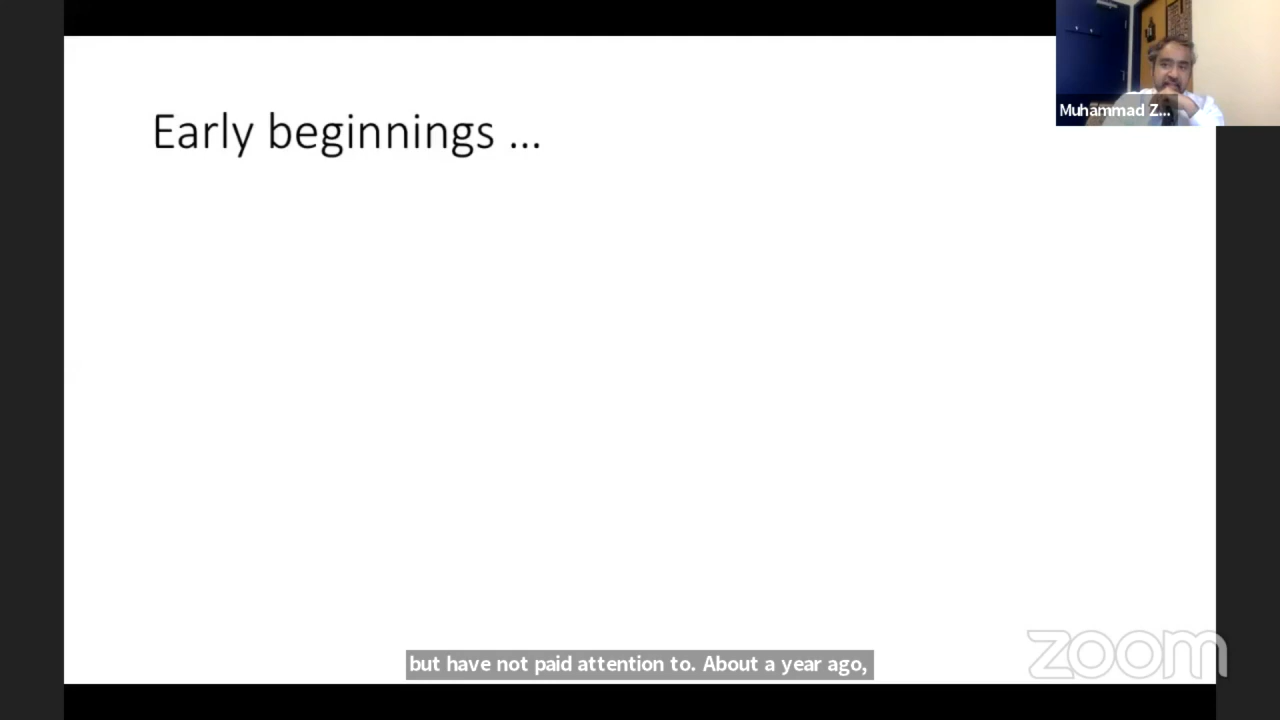 Early beginnings ...
Muhammad Z...
but have not paid attention to. About a year ago,
zoom